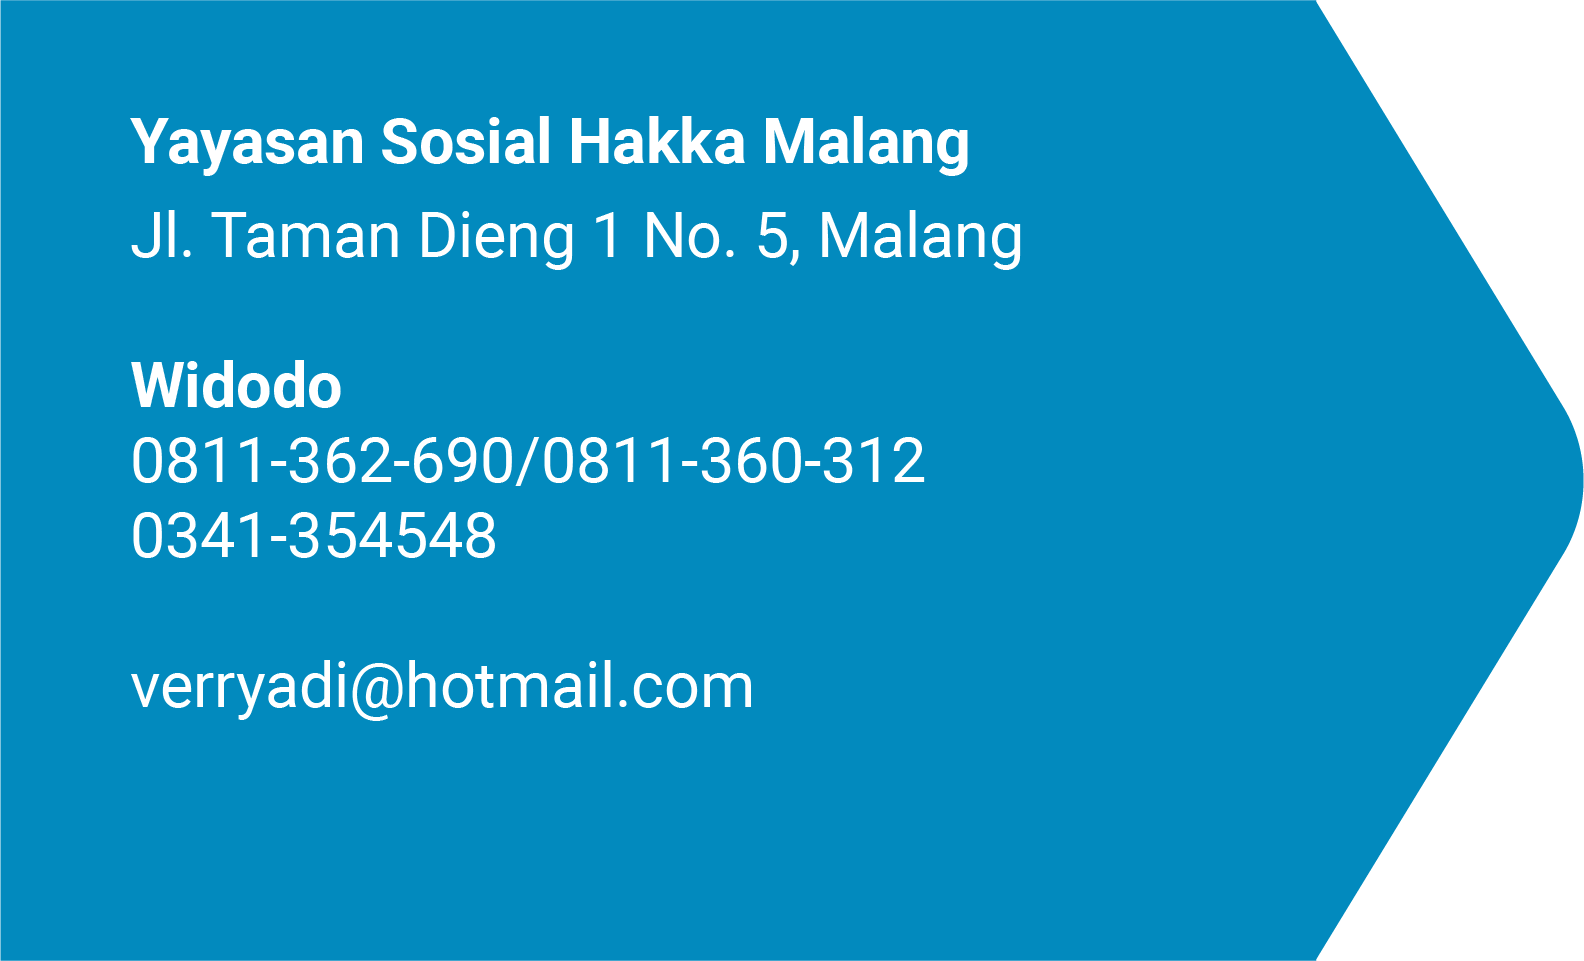 Yayasan Sosial Hakka Malang
Jl. Taman Dieng 1 No. 5, Malang
Widodo
0811-362-690/0811-360-312
0341-354548
verryadi@hotmail.com